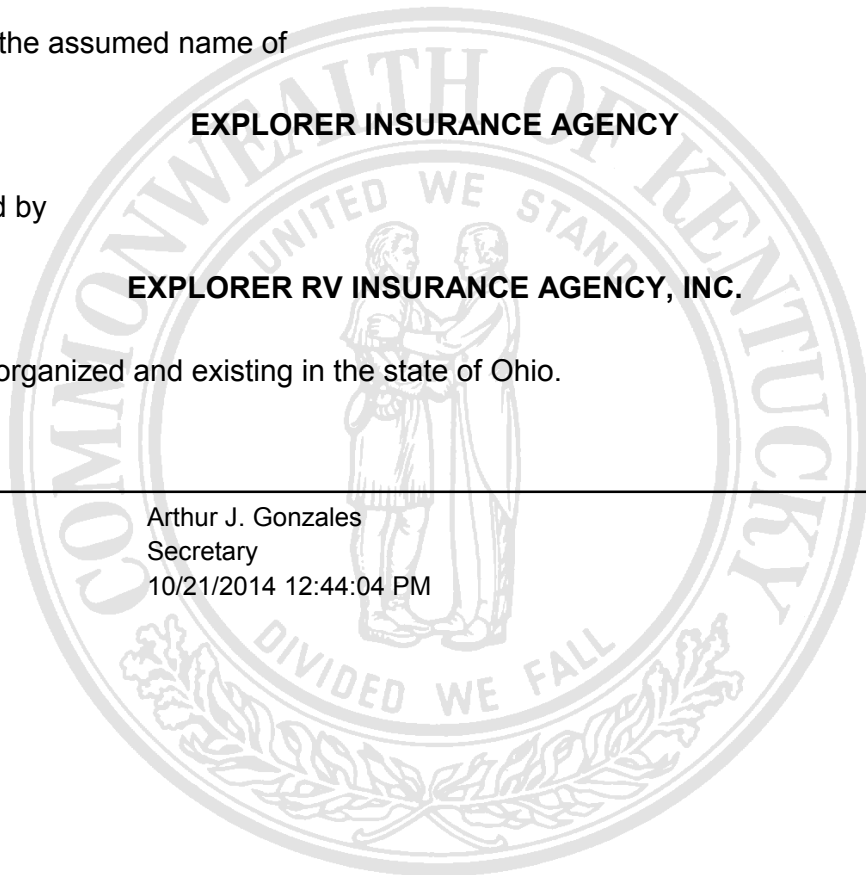 the assumed name of
EXPLORER INSURANCE AGENCY
d by
EXPLORER RV INSURANCE AGENCY, INC.
organized and existing in the state of Ohio.
Arthur J. Gonzales
Secretary
10/21/2014 12:44:04 PM
COMMONWEALTH OF KENTUCKY
UNITED WE STAND
DIVIDED WE FALL